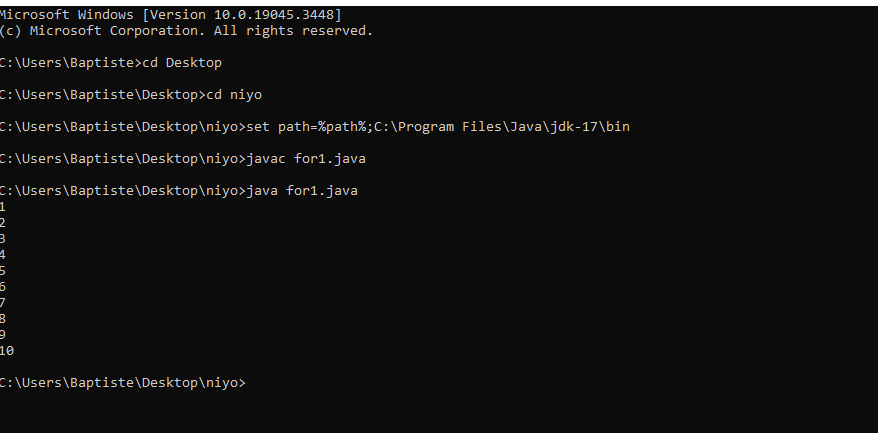 Microsoft Windows [Version 10.0.19045.3448]
(c) Microsoft Corporation. All rights reserved.
C:\Users\Baptiste>cd Desktop
C:\Users\Baptiste\Desktop>cd niyo
C:\Users\Baptiste\Desktop\niyo>set path=%path%;C:\Program Files\Java\jdk-17\bin
C:\Users\Baptiste\Desktop\niyo>javac for1.java
C:\Users\Baptiste\Desktop\niyo>java for1.java
1
2
3
4
5
6
7
8
9
10
C:\Users\Baptiste\Desktop\niyo>